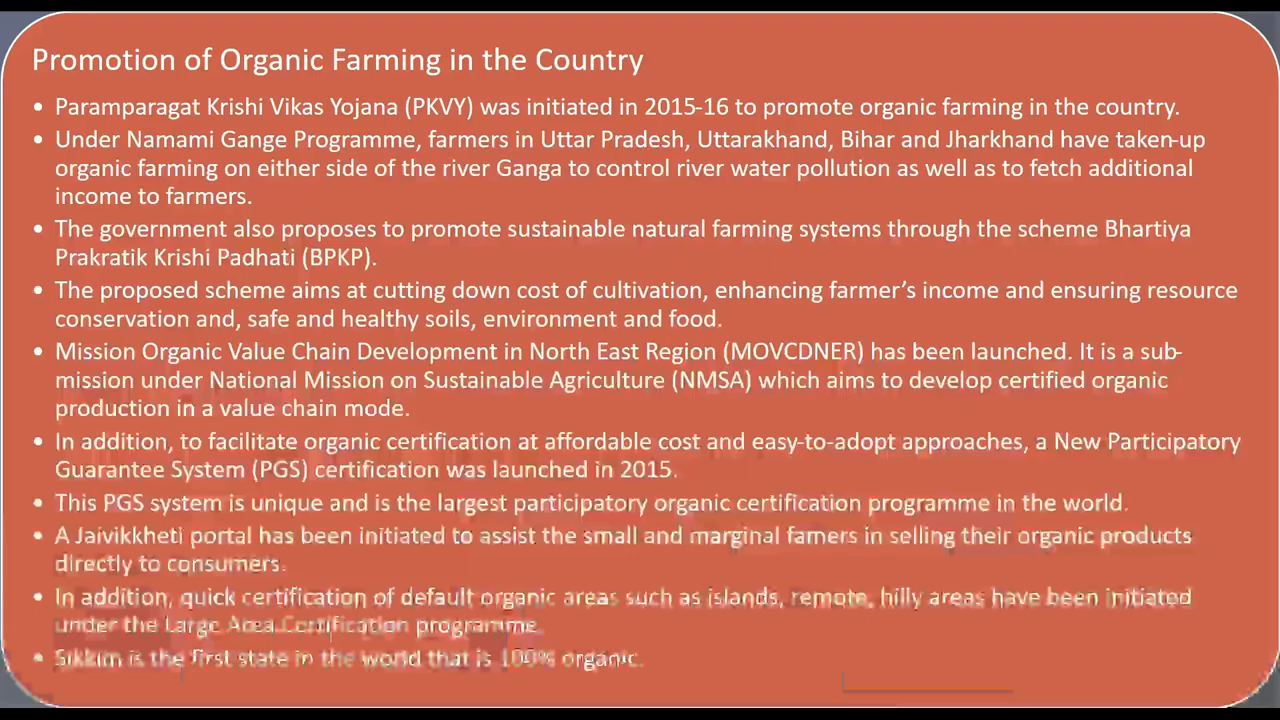 Promotion of Organic Farming in the Country
• Paramparagat Krishi Vikas Yojana (PKVY) was initiated in 2015-16 to promote organic farming in the country.
• Under Namami Gange Programme, farmers in Uttar Pradesh, Uttarakhand, Bihar and Jharkhand have taken-up
organic farming on either side of the river Ganga to control river water pollution as well as to fetch additional
income to farmers.
• The government also proposes to promote sustainable natural farming systems through the scheme Bhartiya
Prakratik Krishi Padhati (BPKP).
• The proposed scheme aims at cutting down cost of cultivation, enhancing farmer’s income and ensuring resource
conservation and, safe and healthy soils, environment and food.
• Mission Organic Value Chain Development in North East Region (MOVCDNER) has been launched. It is a sub-
mission under National Mission on Sustainable Agriculture (NMSA) which aims to develop certified organic
production in a value chain mode.
• In addition, to facilitate organic certification at affordable cost and easy-to-adopt approaches, a New Participatory
Guarantee System (PGS) certification was launched in 2015.
• This PGS system is unique and is the largest participatory organic certification programme in the world.
• A Jaivikkheti portal has been initiated to assist the small and marginal famers in selling their organic products
directly to consumers.
• In addition, quick certification of default organic areas such as islands, remote, hilly areas have been initiated
under the Large Area Certification programme.
• Sikkim is the first state in the world that is 100% organic.